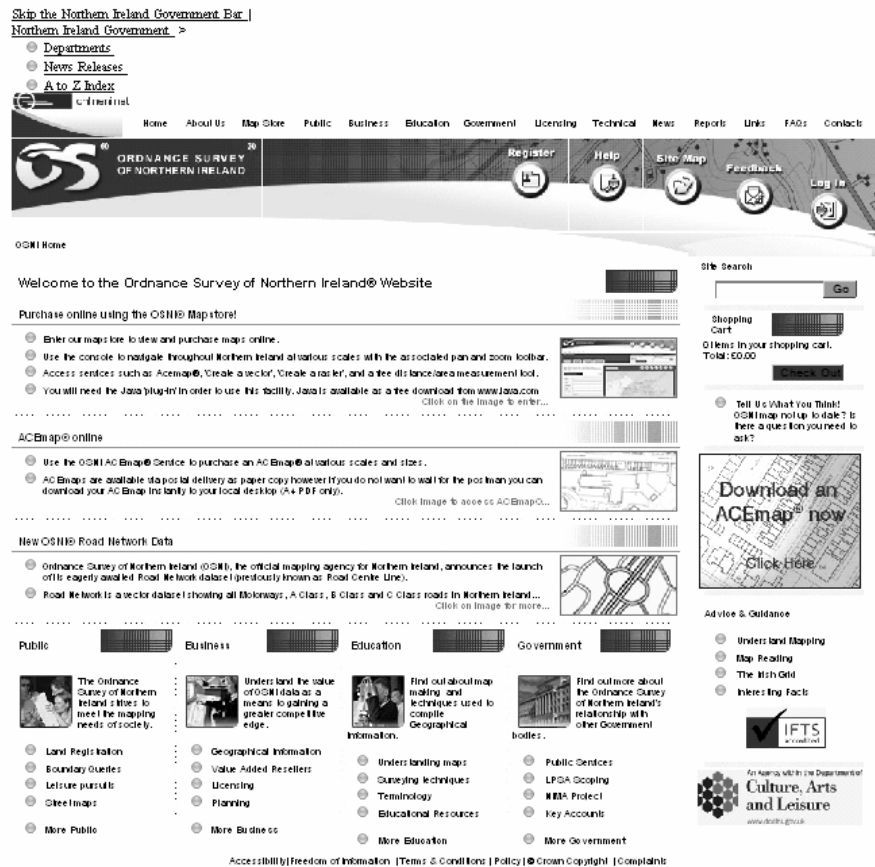 Skip the Northern Ireland Government Bar |
Northern Ireland Government >
Departments
News Releases
A to Z Index
onlineni.net
Home About Us Map Store Public Business Education Government Licensing Technical News Reports Links FAQs Contacts
OS®
ORDNANCE SURVEY
OF NORTHERN IRELAND
Register Help Site Map Feedback Log In
OSNI Home
Welcome to the Ordnance Survey of Northern Ireland® Website
Purchase online using the OSNI® Mapstore!
Enter our mapstore to view and purchase maps online.
Use the console to navigate throughout Northern Ireland at various scales with the associated pan and zoom toolbar.
Access services such as Acemap®, 'Create a vector', 'Create a raster', and a free distance/area measurement tool.
You will need the Java 'plug-in' in order to use this facility. Java is available as a free download from www.java.com
Click on the image to enter...
ACEmap® online
Use the OSNI ACEmap® Service to purchase an ACEmap® at various scales and sizes.
ACEmaps are available via postal delivery as paper copy however if you do not want to wait for the postman you can
download your ACEmap instantly to your local desktop (A4 PDF only).
Click image to access ACEmap®...
New OSNI® Road Network Data
Ordnance Survey of Northern Ireland (OSNI), the official mapping agency for Northern Ireland, announces the launch
of its eagerly awaited Road Network dataset (previously known as Road Centre Line).
Road Network is a vector dataset showing all Motorways, A Class, B Class and C Class roads in Northern Ireland...
Click on image for more...
Site Search
Go
Shopping
Cart
0 items in your shopping cart.
Total: £0.00
Check Out
Tell Us What You Think!
OSNI map not up to date? Is
there a question you need to
ask?
Download an
ACEmap® now
Click Here...
Advice & Guidance
Understand Mapping
Map Reading
The Irish Grid
Interesting Facts
IFTS
accredited
An Agency within the Department of
Culture, Arts
and Leisure
www.dcalni.gov.uk
Public
The Ordnance
Survey of Northern
Ireland strives to
meet the mapping
needs of society.
Land Registration
Boundary Queries
Leisure pursuits
Street maps
More Public
Business
Understand the value
of OSNI data as a
means to gaining a
greater competitive
edge.
Geographical Information
Value Added Resellers
Licensing
Planning
More Business
Education
Find out about map
making and
techniques used to
compile
Geographical
Information.
Understanding maps
Surveying techniques
Terminology
Educational Resources
More Education
Government
Find out more about
the Ordnance Survey
of Northern Ireland's
relationship with
other Government
bodies.
Public Services
LPSA Scoping
NIMA Project
Key Accounts
More Government
Accessibility|Freedom of Information |Terms & Conditions | Policy|© Crown Copyright |Complaints